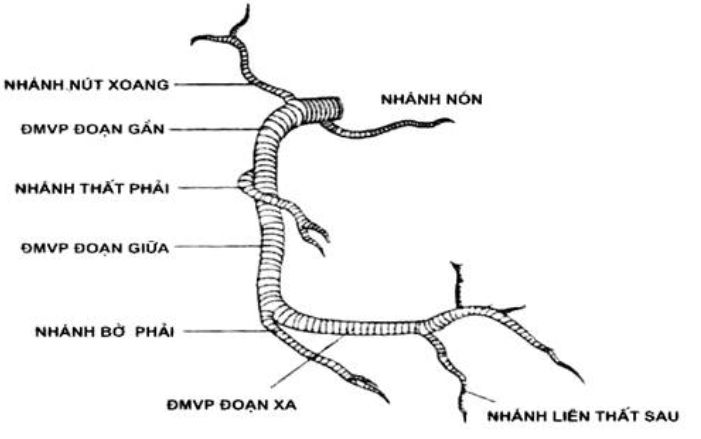 NHÁNH NÚT XOANG
NHÁNH NÓN
ĐMVP ĐOẠN GẦN
NHÁNH THẤT PHẢI
ĐMVP ĐOẠN GIỮA
NHÁNH BỜ PHẢI
ĐMVP ĐOẠN XA
NHÁNH LIÊN THẤT SAU